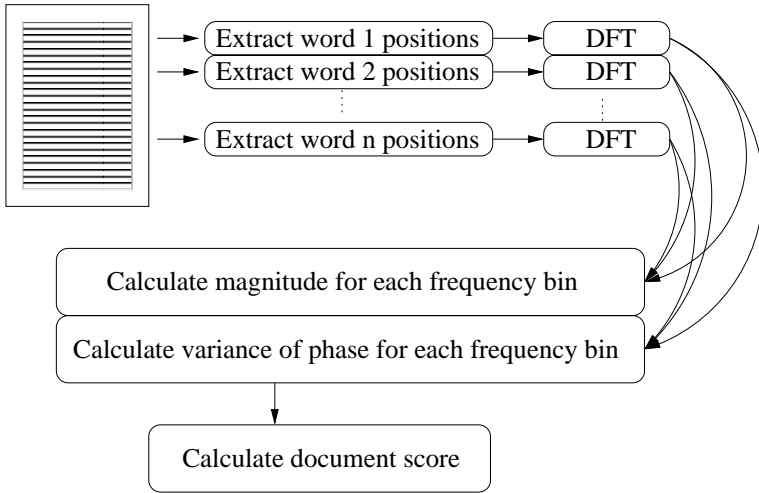 Extract word 1 positions DFT
Extract word 2 positions DFT
Extract word n positions DFT
Calculate magnitude for each frequency bin
Calculate variance of phase for each frequency bin
Calculate document score